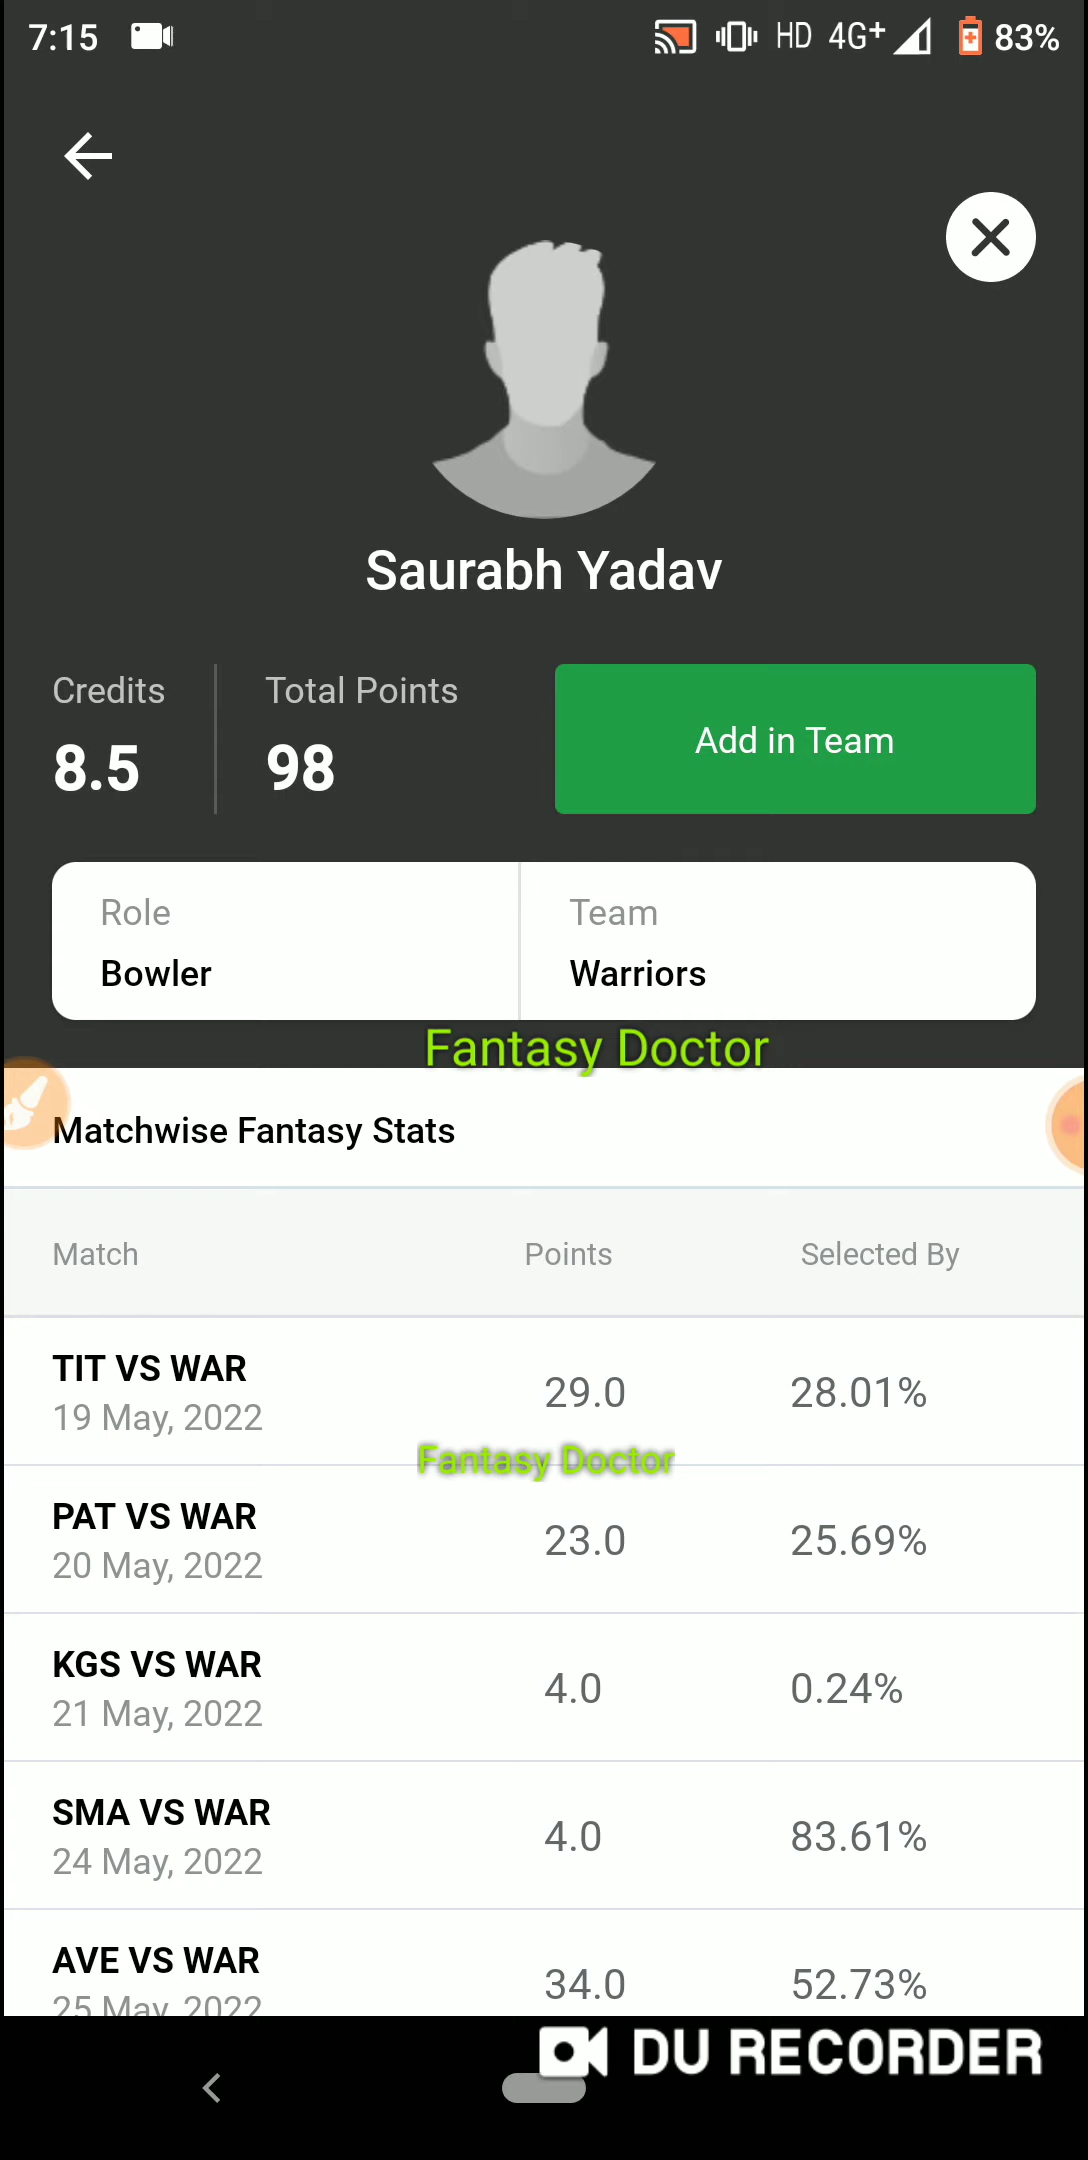 7:15 HD 4G+ 83%
Saurabh Yadav
Credits Total Points
8.5 98 Add in Team
Role Team
Bowler Warriors
Fantasy Doctor
Matchwise Fantasy Stats
Match Points Selected By
TIT VS WAR 29.0 28.01%
19 May, 2022
Fantasy Doctor
PAT VS WAR 23.0 25.69%
20 May, 2022
KGS VS WAR 4.0 0.24%
21 May, 2022
SMA VS WAR 4.0 83.61%
24 May, 2022
AVE VS WAR 34.0 52.73%
25 May, 2022
DU RECORDER